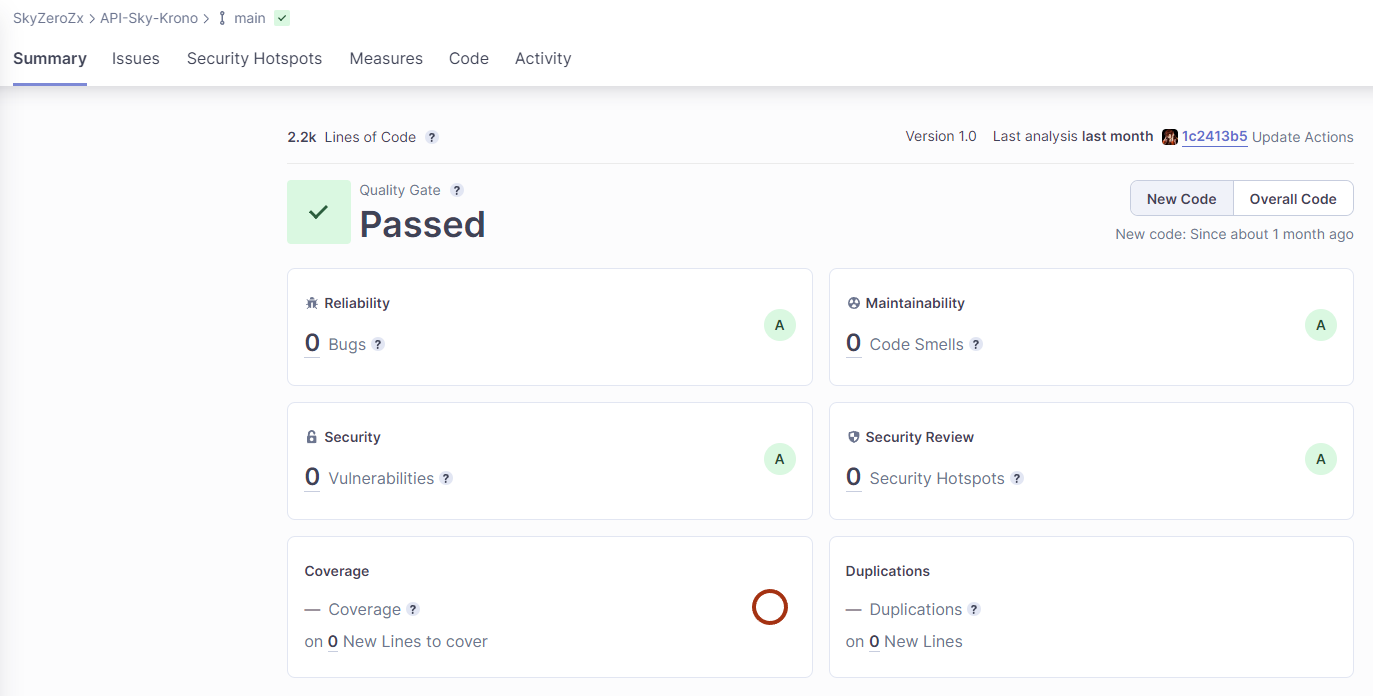 SkyZeroZx > API-Sky-Krono > main
Summary Issues Security Hotspots Measures Code Activity
2.2k Lines of Code ? Version 1.0 Last analysis last month 1c2413b5 Update Actions
Quality Gate ?
Passed
New Code Overall Code
New code: Since about 1 month ago
Reliability
0 Bugs ?
A
Maintainability
0 Code Smells ?
A
Security
0 Vulnerabilities ?
A
Security Review
0 Security Hotspots ?
A
Coverage
— Coverage ?
on 0 New Lines to cover
Duplications
— Duplications ?
on 0 New Lines